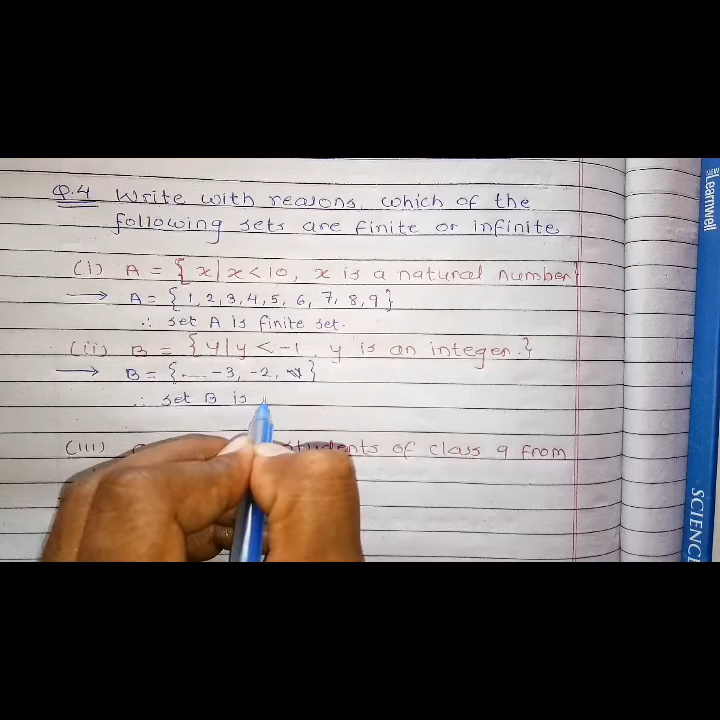 Q.4 Write with reasons, which of the
following sets are finite or infinite
(i) A = { x | x < 10, x is a natural number}
→ A = { 1, 2, 3, 4, 5, 6, 7, 8, 9 }
∴ set A is finite set.
(ii) B = { y | y < -1, y is an integer.}
→ B = { .... -3, -2, }
∴ set B is
(iii) students of class 9 from
Learnwell
SCIENC